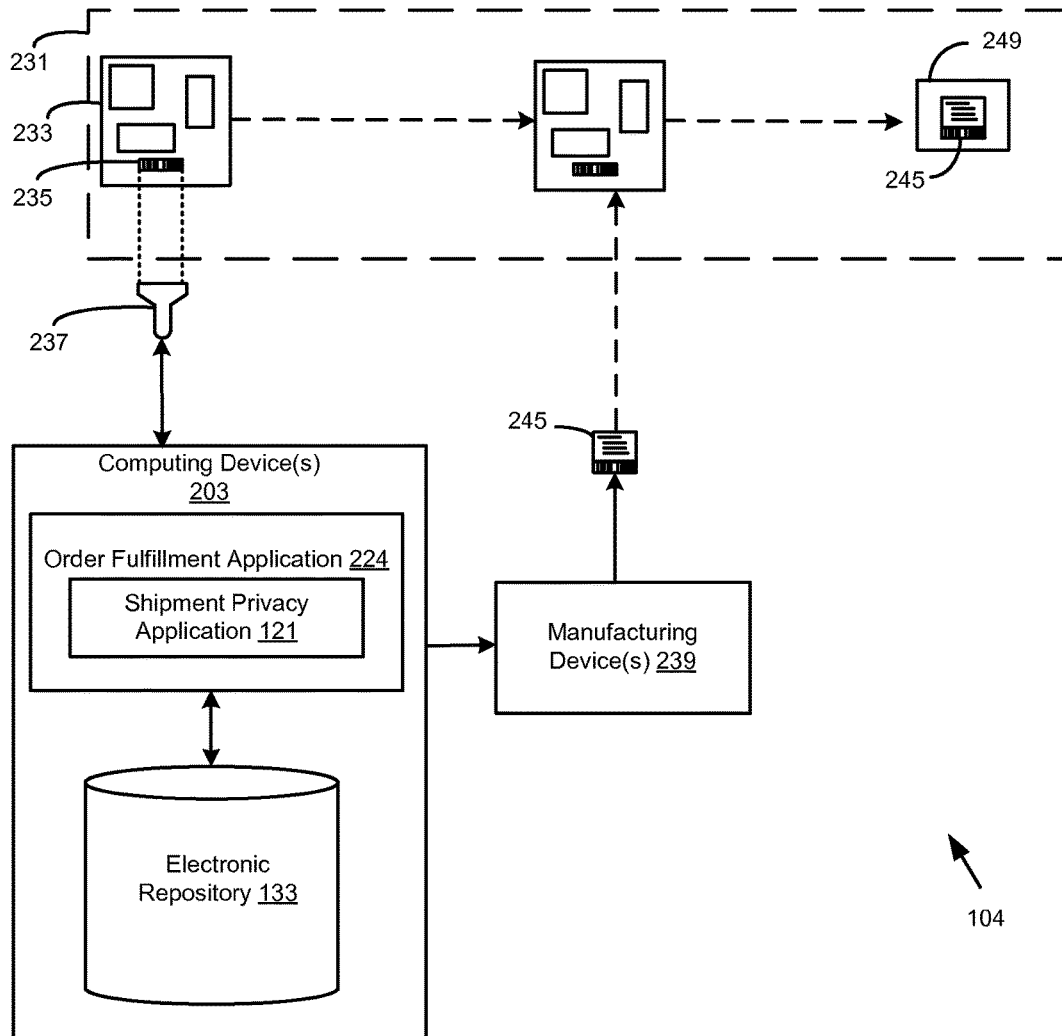 231
249
233
235
245
237
245
Computing Device(s)
203
Order Fulfillment Application 224
Shipment Privacy
Application 121
Manufacturing
Device(s) 239
Electronic
Repository 133
104